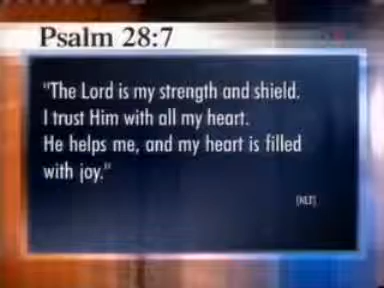 Psalm 28:7
"The Lord is my strength and shield.
I trust Him with all my heart.
He helps me, and my heart is filled
with joy."
(NLT)